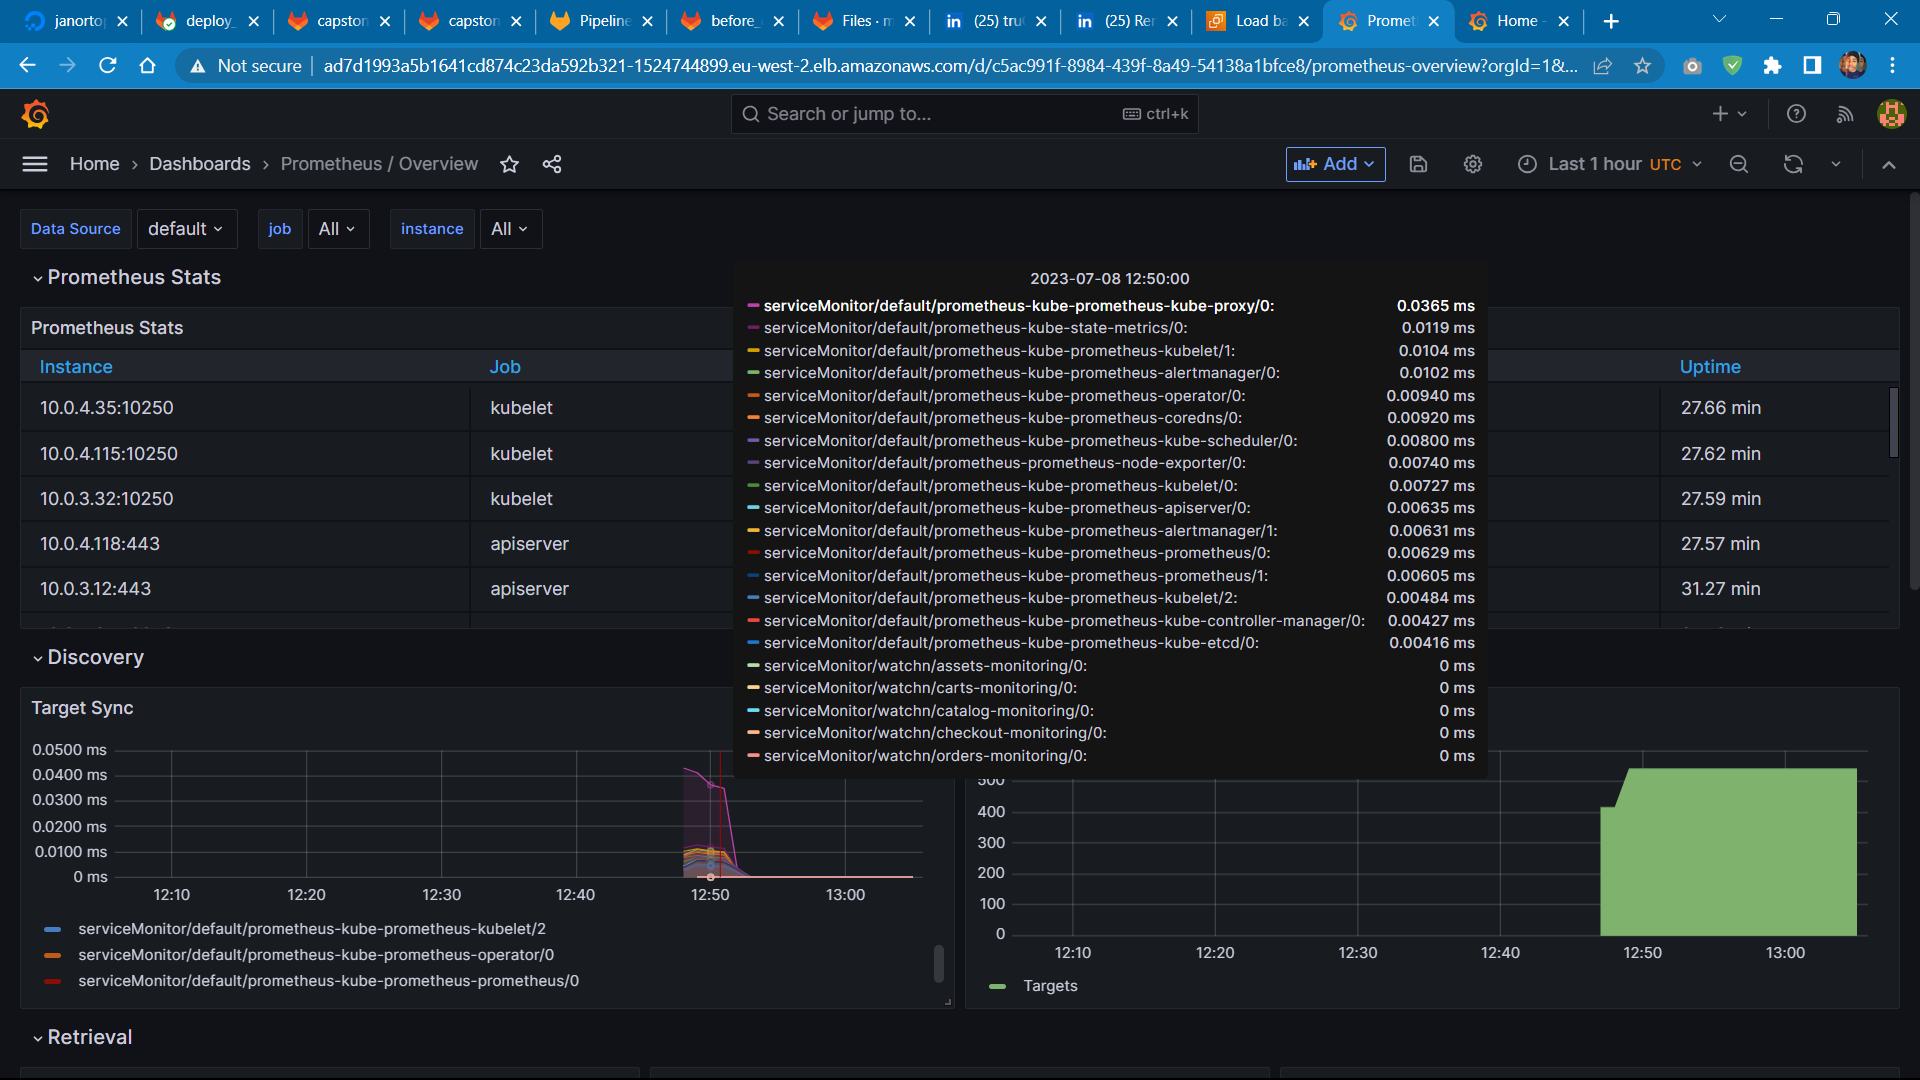 janorto
deploy_
capston
capston
Pipeline
before_
Files · m
(25) tru
(25) Rer
Load ba
Promet
Home -
Not secure
ad7d1993a5b1641cd874c23da592b321-1524744899.eu-west-2.elb.amazonaws.com/d/c5ac991f-8984-439f-8a49-54138a1bfce8/prometheus-overview?orgId=1&...
Search or jump to...
ctrl+k
Home › Dashboards › Prometheus / Overview
Add
Last 1 hour UTC
Data Source
default
job
All
instance
All
Prometheus Stats
Prometheus Stats
Instance
Job
Uptime
10.0.4.35:10250
kubelet
27.66 min
10.0.4.115:10250
kubelet
27.62 min
10.0.3.32:10250
kubelet
27.59 min
10.0.4.118:443
apiserver
27.57 min
10.0.3.12:443
apiserver
31.27 min
2023-07-08 12:50:00
serviceMonitor/default/prometheus-kube-prometheus-kube-proxy/0: 0.0365 ms
serviceMonitor/default/prometheus-kube-state-metrics/0: 0.0119 ms
serviceMonitor/default/prometheus-kube-prometheus-kubelet/1: 0.0104 ms
serviceMonitor/default/prometheus-kube-prometheus-alertmanager/0: 0.0102 ms
serviceMonitor/default/prometheus-kube-prometheus-operator/0: 0.00940 ms
serviceMonitor/default/prometheus-kube-prometheus-coredns/0: 0.00920 ms
serviceMonitor/default/prometheus-kube-prometheus-kube-scheduler/0: 0.00800 ms
serviceMonitor/default/prometheus-prometheus-node-exporter/0: 0.00740 ms
serviceMonitor/default/prometheus-kube-prometheus-kubelet/0: 0.00727 ms
serviceMonitor/default/prometheus-kube-prometheus-apiserver/0: 0.00635 ms
serviceMonitor/default/prometheus-kube-prometheus-alertmanager/1: 0.00631 ms
serviceMonitor/default/prometheus-kube-prometheus-prometheus/0: 0.00629 ms
serviceMonitor/default/prometheus-kube-prometheus-prometheus/1: 0.00605 ms
serviceMonitor/default/prometheus-kube-prometheus-kubelet/2: 0.00484 ms
serviceMonitor/default/prometheus-kube-prometheus-kube-controller-manager/0: 0.00427 ms
serviceMonitor/default/prometheus-kube-prometheus-kube-etcd/0: 0.00416 ms
serviceMonitor/watchn/assets-monitoring/0: 0 ms
serviceMonitor/watchn/carts-monitoring/0: 0 ms
serviceMonitor/watchn/catalog-monitoring/0: 0 ms
serviceMonitor/watchn/checkout-monitoring/0: 0 ms
serviceMonitor/watchn/orders-monitoring/0: 0 ms
Discovery
Target Sync
0.0500 ms
0.0400 ms
0.0300 ms
0.0200 ms
0.0100 ms
0 ms
12:10 12:20 12:30 12:40 12:50 13:00
serviceMonitor/default/prometheus-kube-prometheus-kubelet/2
serviceMonitor/default/prometheus-kube-prometheus-operator/0
serviceMonitor/default/prometheus-kube-prometheus-prometheus/0
500
400
300
200
100
0
12:10 12:20 12:30 12:40 12:50 13:00
Targets
Retrieval